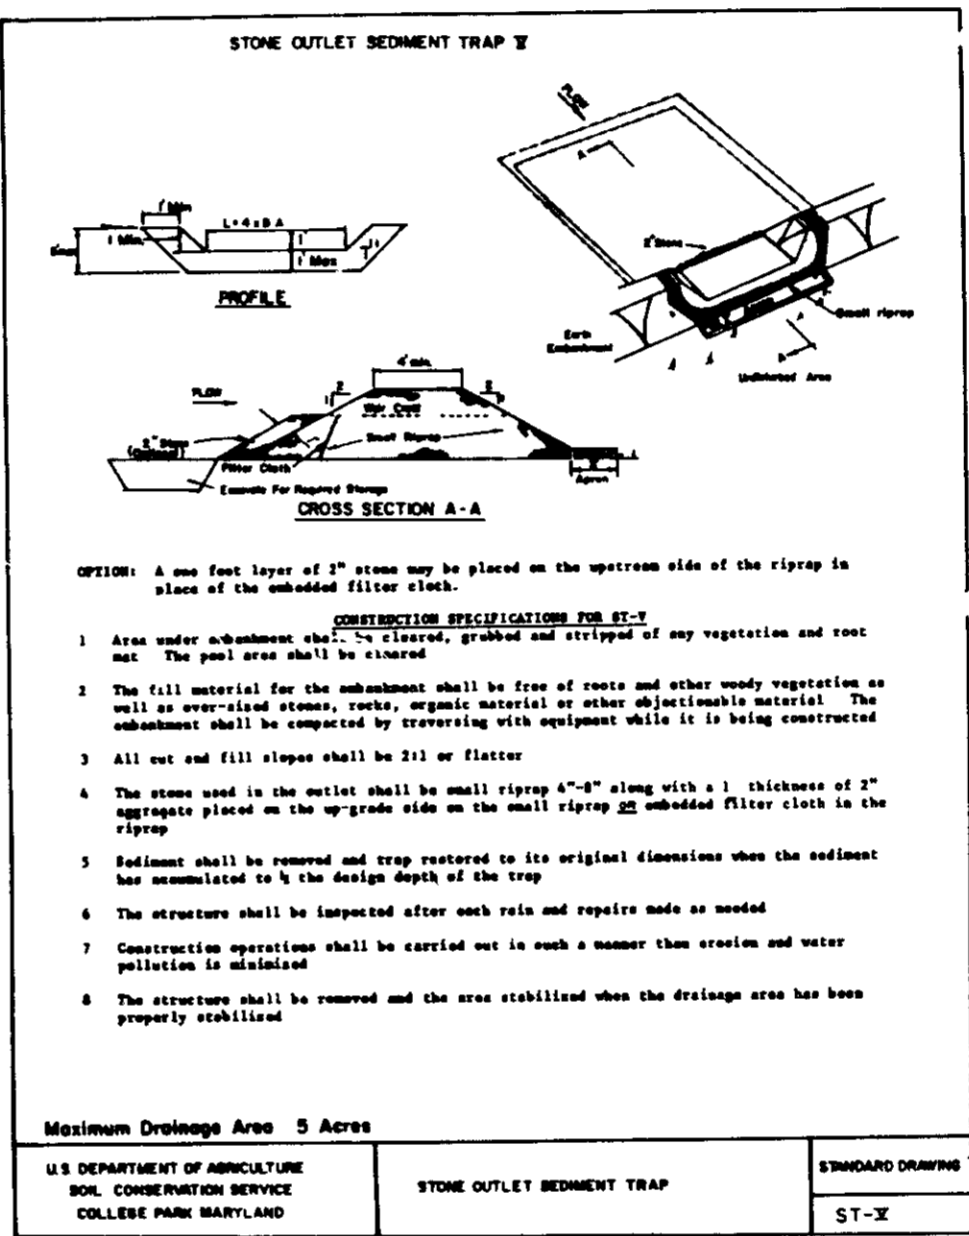 STONE OUTLET SEDIMENT TRAP V
FLOW
A
1' Min
L=4 x D A
1 Min.
5'max
1'
1' Max
1
1
PROFILE
2" Stone
Small riprap
Earth
Embankment
A
Undisturbed Area
4' min.
FLOW
2
1
2
Weir Crest
2" Stone
(Optional)
Small Riprap
Filter Cloth
Apron
Excavate For Required Storage
CROSS SECTION A-A
OPTION: A one foot layer of 2" stone may be placed on the upstream side of the riprap in
place of the embedded filter cloth.
CONSTRUCTION SPECIFICATIONS FOR ST-V
1 Area under embankment shall be cleared, grubbed and stripped of any vegetation and root
mat The pool area shall be cleared
2 The fill material for the embankment shall be free of roots and other woody vegetation as
well as over-sized stones, rocks, organic material or other objectionable material The
embankment shall be compacted by traversing with equipment while it is being constructed
3 All cut and fill slopes shall be 2:1 or flatter
4 The stone used in the outlet shall be small riprap 4"-8" along with a 1 thickness of 2"
aggregate placed on the up-grade side on the small riprap or embedded filter cloth in the
riprap
5 Sediment shall be removed and trap restored to its original dimensions when the sediment
has accumulated to ½ the design depth of the trap
6 The structure shall be inspected after each rain and repairs made as needed
7 Construction operations shall be carried out in such a manner than erosion and water
pollution is minimized
8 The structure shall be removed and the area stabilized when the drainage area has been
properly stabilized
Maximum Drainage Area 5 Acres
U.S DEPARTMENT OF AGRICULTURE
SOIL CONSERVATION SERVICE
COLLEGE PARK MARYLAND
STONE OUTLET SEDIMENT TRAP
STANDARD DRAWING
ST-V